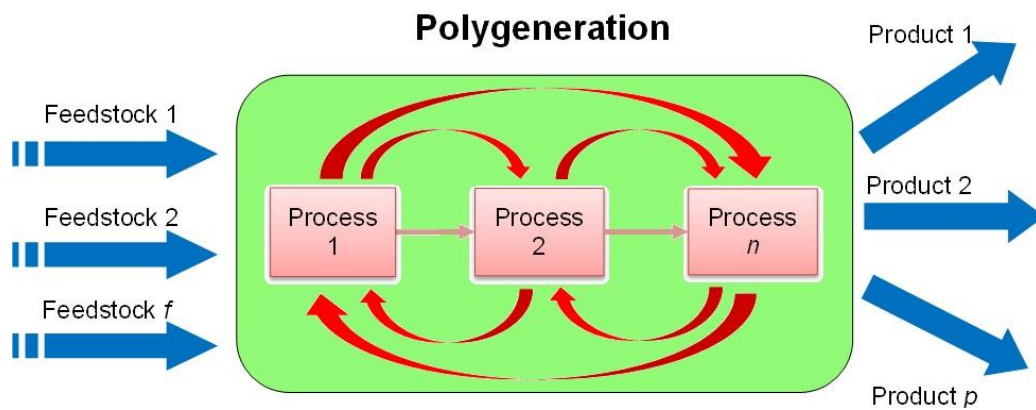 Polygeneration
Feedstock 1
Feedstock 2
Feedstock f
Process
1
Process
2
Process
n
Product 1
Product 2
Product p